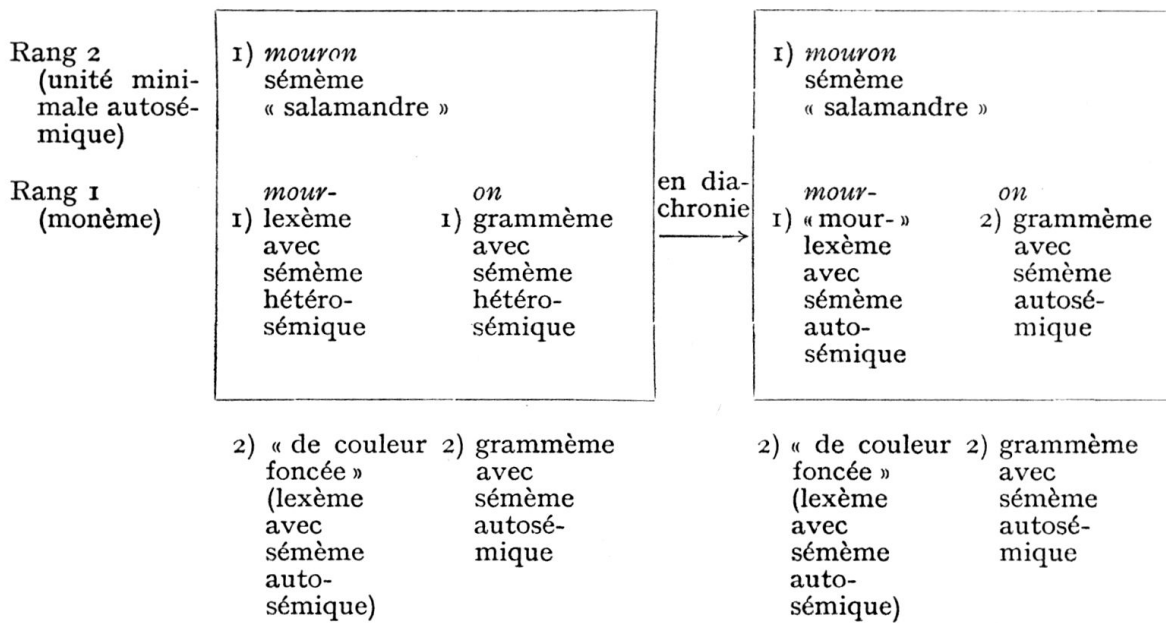 Rang 2
(unité mini-
male autosé-
mique)
1) mouron
sémème
« salamandre »
Rang 1
(monème)
mour-
1) lexème
avec
sémème
hétéro-
sémique
on
1) grammème
avec
sémème
hétéro-
sémique
2) « de couleur
foncée »
(lexème
avec
sémème
auto-
sémique)
2) grammème
avec
sémème
autosé-
mique
en dia-
chronie
1) mouron
sémème
« salamandre »
mour-
1) « mour- »
lexème
avec
sémème
auto-
sémique
on
2) grammème
avec
sémème
autosé-
mique
2) « de couleur
foncée »
(lexème
avec
sémème
auto-
sémique)
2) grammème
avec
sémème
autosé-
mique